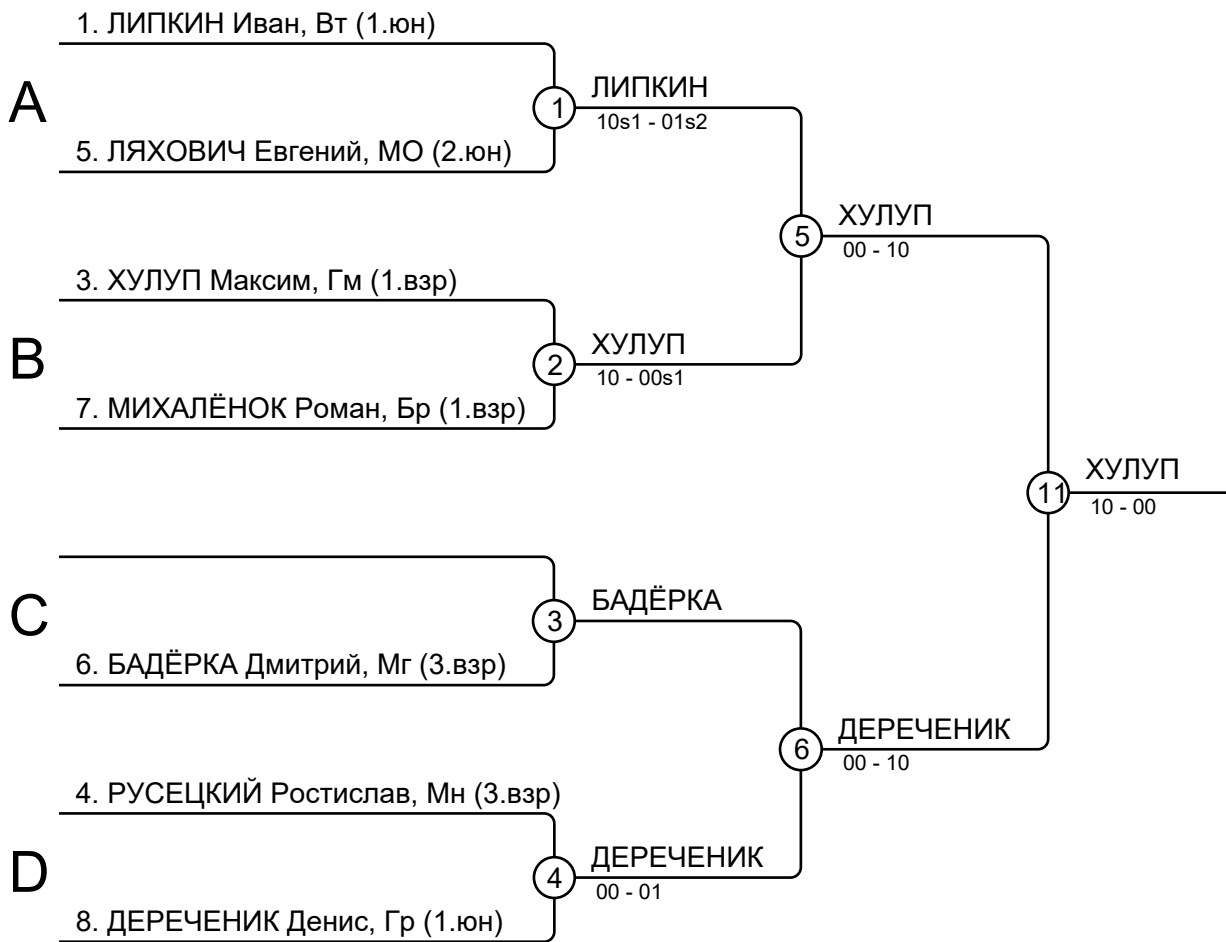 1. ЛИПКИН Иван, Вт (1.юн)
A
1
ЛИПКИН
10s1 - 01s2
5. ЛЯХОВИЧ Евгений, МО (2.юн)
5
ХУЛУП
00 - 10
3. ХУЛУП Максим, Гм (1.взр)
B
2
ХУЛУП
10 - 00s1
7. МИХАЛЁНОК Роман, Бр (1.взр)
11
ХУЛУП
10 - 00
C
3
БАДЁРКА
6. БАДЁРКА Дмитрий, Мг (3.взр)
6
ДЕРЕЧЕНИК
00 - 10
4. РУСЕЦКИЙ Ростислав, Мн (3.взр)
D
4
ДЕРЕЧЕНИК
00 - 01
8. ДЕРЕЧЕНИК Денис, Гр (1.юн)